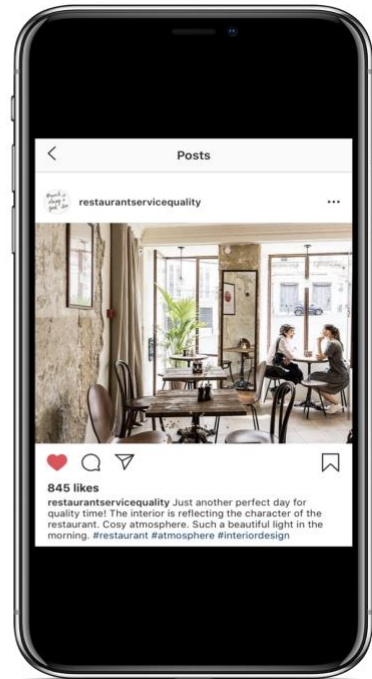 Posts
restaurantservicequality
845 likes
restaurantservicequality Just another perfect day for
quality time! The interior is reflecting the character of the
restaurant. Cosy atmosphere. Such a beautiful light in the
morning. #restaurant #atmosphere #interiordesign